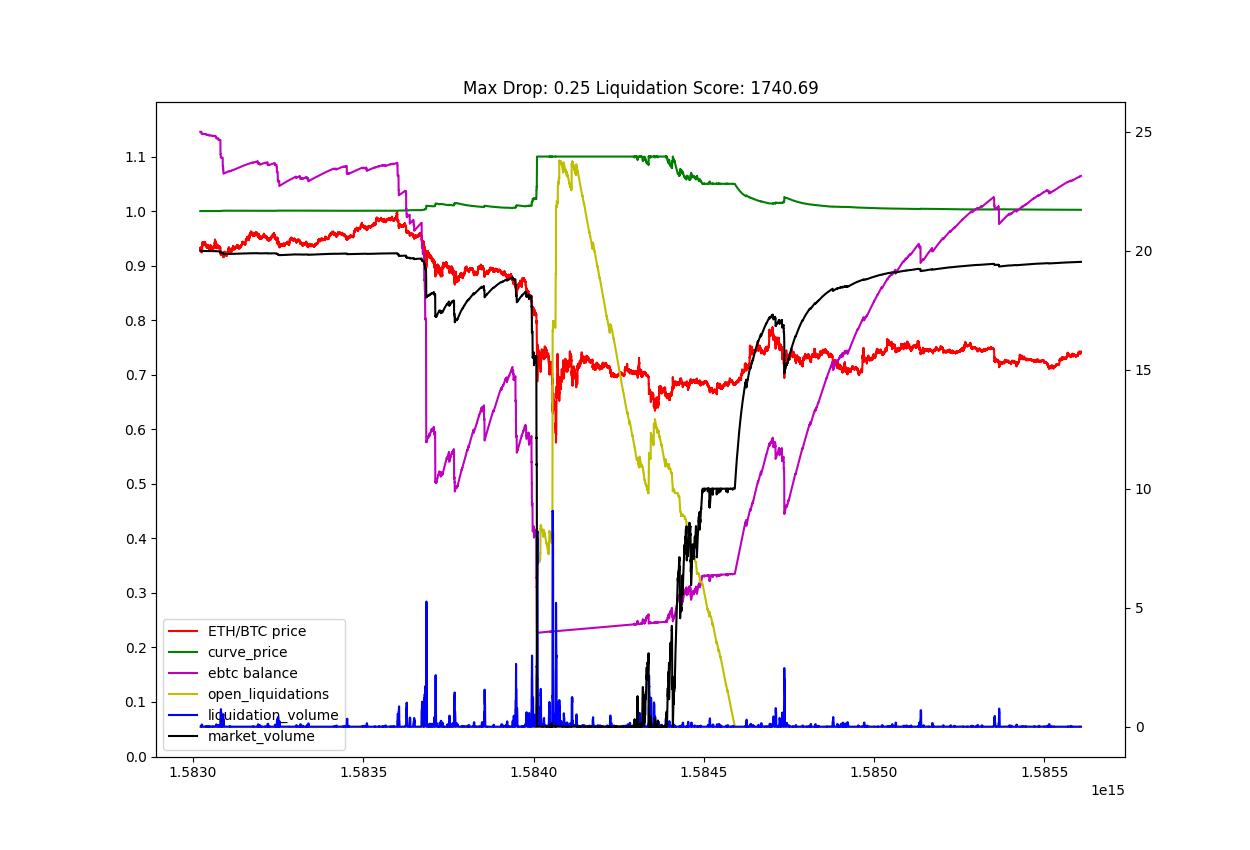 Max Drop: 0.25 Liquidation Score: 1740.69
1.1
1.0
0.9
0.8
0.7
0.6
0.5
0.4
0.3
0.2
0.1
0.0
25
20
15
10
5
0
ETH/BTC price
curve_price
ebtc balance
open_liquidations
liquidation_volume
market_volume
1.5830 1.5835 1.5840 1.5845 1.5850 1.5855
1e15